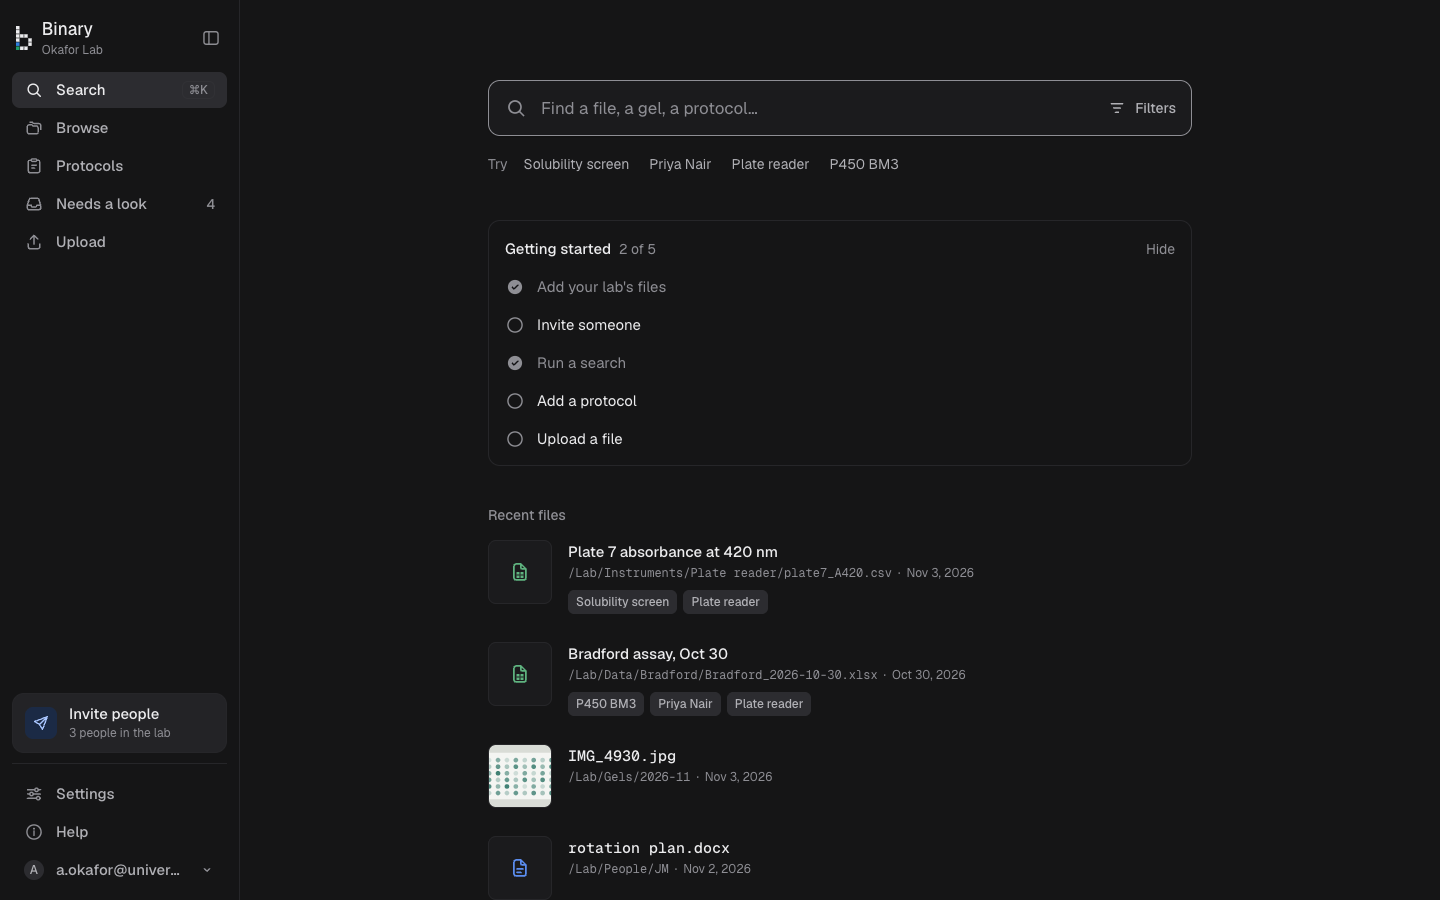 Binary
Okafor Lab
Search ⌘K
Browse
Protocols
Needs a look 4
Upload
Invite people
3 people in the lab
Settings
Help
A a.okafor@univer...
Find a file, a gel, a protocol... Filters
Try Solubility screen Priya Nair Plate reader P450 BM3
Getting started 2 of 5 Hide
Add your lab's files
Invite someone
Run a search
Add a protocol
Upload a file
Recent files
Plate 7 absorbance at 420 nm
/Lab/Instruments/Plate reader/plate7_A420.csv · Nov 3, 2026
Solubility screen Plate reader
Bradford assay, Oct 30
/Lab/Data/Bradford/Bradford_2026-10-30.xlsx · Oct 30, 2026
P450 BM3 Priya Nair Plate reader
IMG_4930.jpg
/Lab/Gels/2026-11 · Nov 3, 2026
rotation plan.docx
/Lab/People/JM · Nov 2, 2026